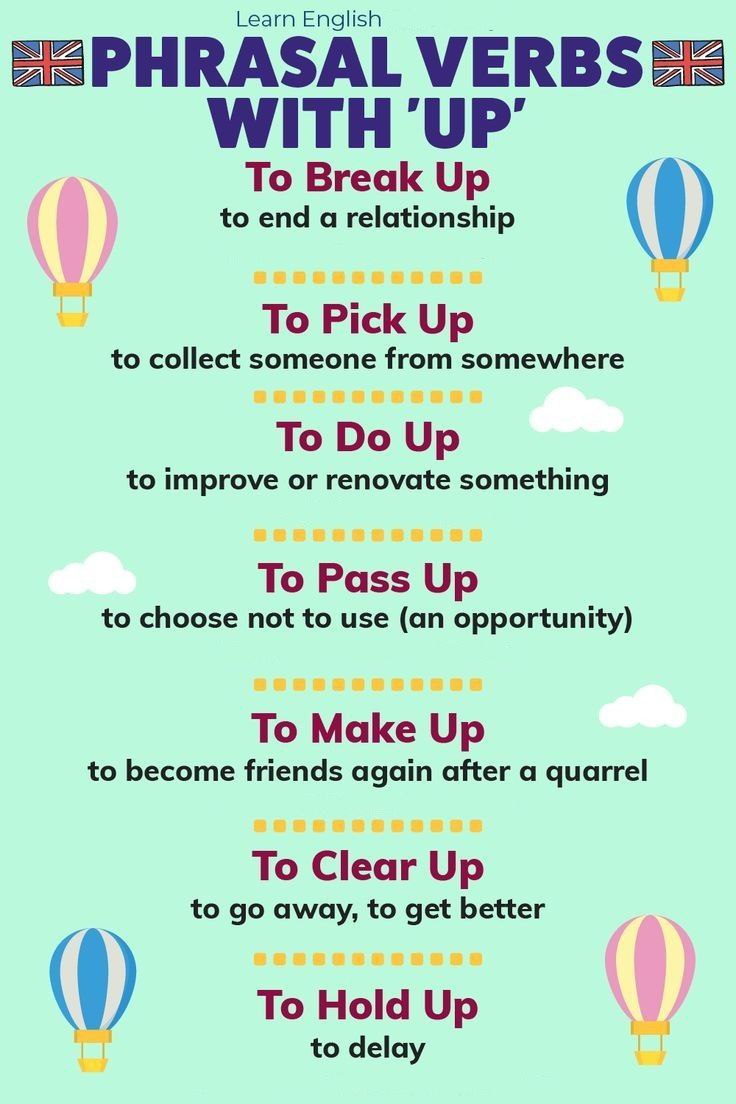 Learn English
PHRASAL VERBS
WITH 'UP'
To Break Up
to end a relationship
To Pick Up
to collect someone from somewhere
To Do Up
to improve or renovate something
To Pass Up
to choose not to use (an opportunity)
To Make Up
to become friends again after a quarrel
To Clear Up
to go away, to get better
To Hold Up
to delay